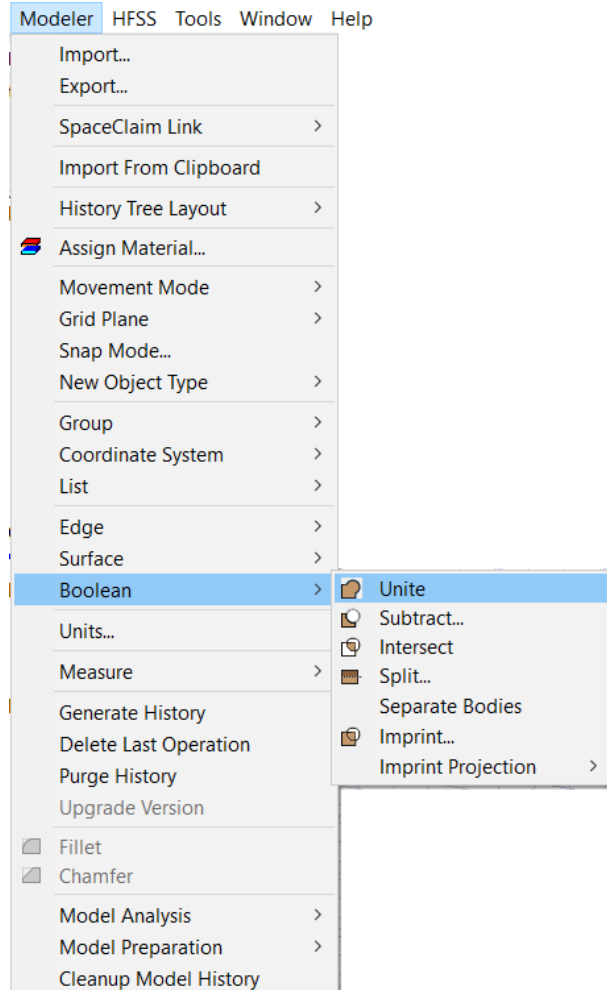 Modeler HFSS Tools Window Help
Import...
Export...
SpaceClaim Link
Import From Clipboard
History Tree Layout
Assign Material...
Movement Mode
Grid Plane
Snap Mode...
New Object Type
Group
Coordinate System
List
Edge
Surface
Boolean
Unite
Subtract...
Intersect
Split...
Separate Bodies
Imprint...
Imprint Projection
Units...
Measure
Generate History
Delete Last Operation
Purge History
Upgrade Version
Fillet
Chamfer
Model Analysis
Model Preparation
Cleanup Model History